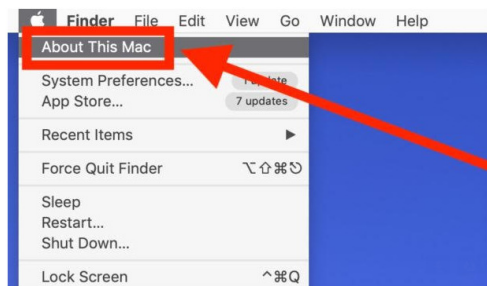 Finder File Edit View Go Window Help
About This Mac
System Preferences...
App Store... 7 updates
Recent Items ▶
Force Quit Finder ⌥⇧⌘⎋
Sleep
Restart...
Shut Down...
Lock Screen ^⌘Q